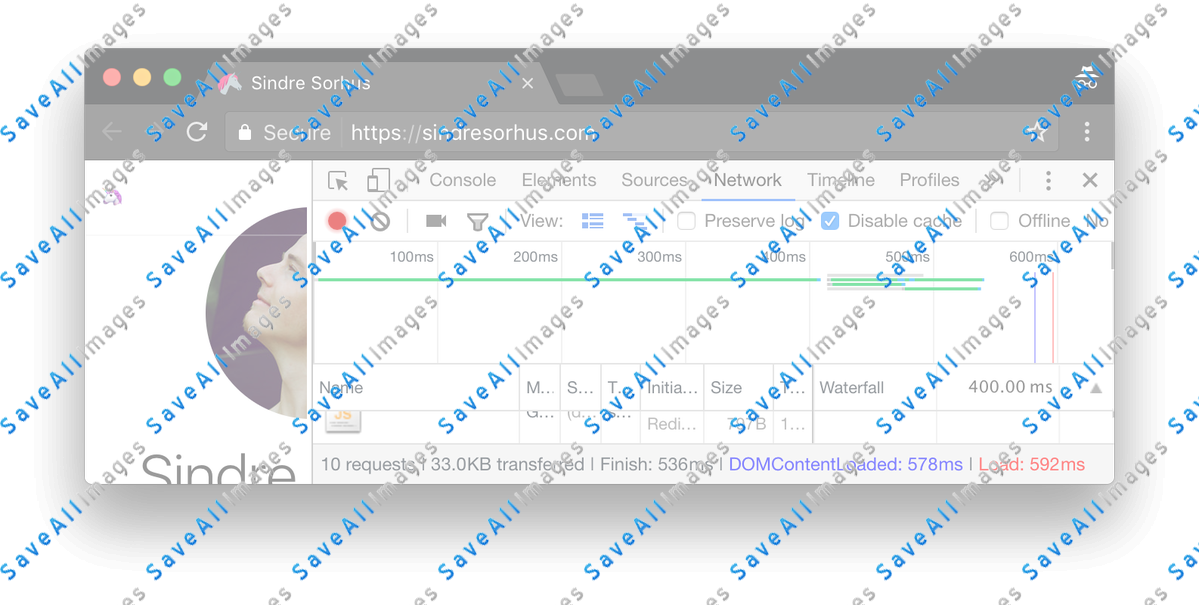 Sindre Sorhus
Secure https://sindresorhus.com
Console Elements Sources Network Timeline Profiles
View: Preserve log Disable cache Offline No
100ms 200ms 300ms 400ms 500ms 600ms
Name M... S... T... Initia... Size T... Waterfall 400.00 ms
JS G... (d... s... Redi... 787B 1...
Sindre
10 requests | 33.0KB transferred | Finish: 536ms | DOMContentLoaded: 578ms | Load: 592ms
SaveAllImages